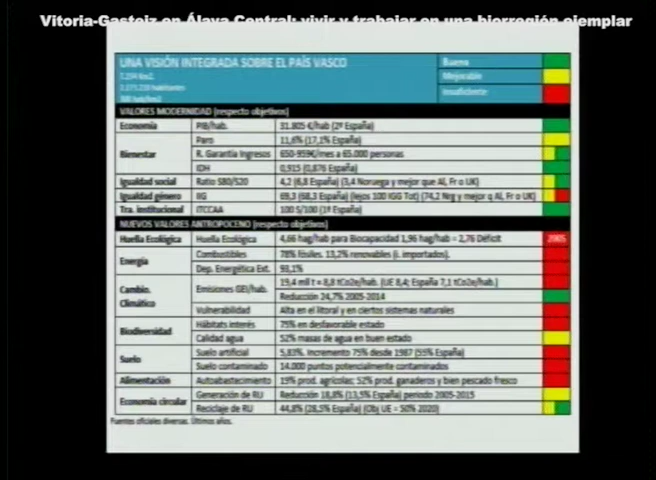 Vitoria-Gasteiz en Álava Central: vivir y trabajar en una biorregión ejemplar
UNA VISIÓN INTEGRADA SOBRE EL PAÍS VASCO
Bueno
Mejorable
Insuficiente
VALORES MODERNIDAD (respecto objetivos)
Economía PIB/hab. 31.805 €/hab (2ª España)
Bienestar
Paro 11,6% (17,1% España)
R. Garantía Ingresos 650-959€/mes a 65.000 personas
IDH 0,915 (0,876 España)
Igualdad social Ratio S80/S20 4,2 (6,8 España) (3,4 Noruega y mejor que Al, Fr o UK)
Igualdad género IIG 69,3 (68,3 España) (lejos 100 IGG Tot) (74,2 Nrg y mejor q Al, Fr o UK)
Tra. institucional ITCCAA 100 S/100 (1ª España)
NUEVOS VALORES ANTROPOCENO (respecto objetivos)
Huella Ecológica Huella Ecológica 4,66 hag/hab para Biocapacidad 1,96 hag/hab = 2,76 Déficit 2005
Energía
Combustibles 78% fósiles. 13,2% renovables (i. importados).
Dep. Energética Ext. 93,1%
Cambio. Climático
Emisiones GEI/hab. 19,4 mil t = 8,8 tCo2e/hab. (UE 8,4; España 7,1 tCo2e/hab.)
Reducción 24,7% 2005-2014
Vulnerabilidad Alta en el litoral y en ciertos sistemas naturales
Biodiversidad
Hábitats interés 75% en desfavorable estado
Calidad agua 52% masas de agua en buen estado
Suelo
Suelo artificial 5,83%. Incremento 75% desde 1987 (55% España)
Suelo contaminado 14.000 puntos potencialmente contaminados
Alimentación Autoabastecimiento 19% prod. agrícolas; 52% prod. ganaderos y bien pescado fresco
Economía circular
Generación de RU Reducción 18,8% (13,5% España) periodo 2005-2015
Reciclaje de RU 44,8% (28,5% España) (Obj UE = 50% 2020)
Fuentes oficiales diversas. Últimos años.